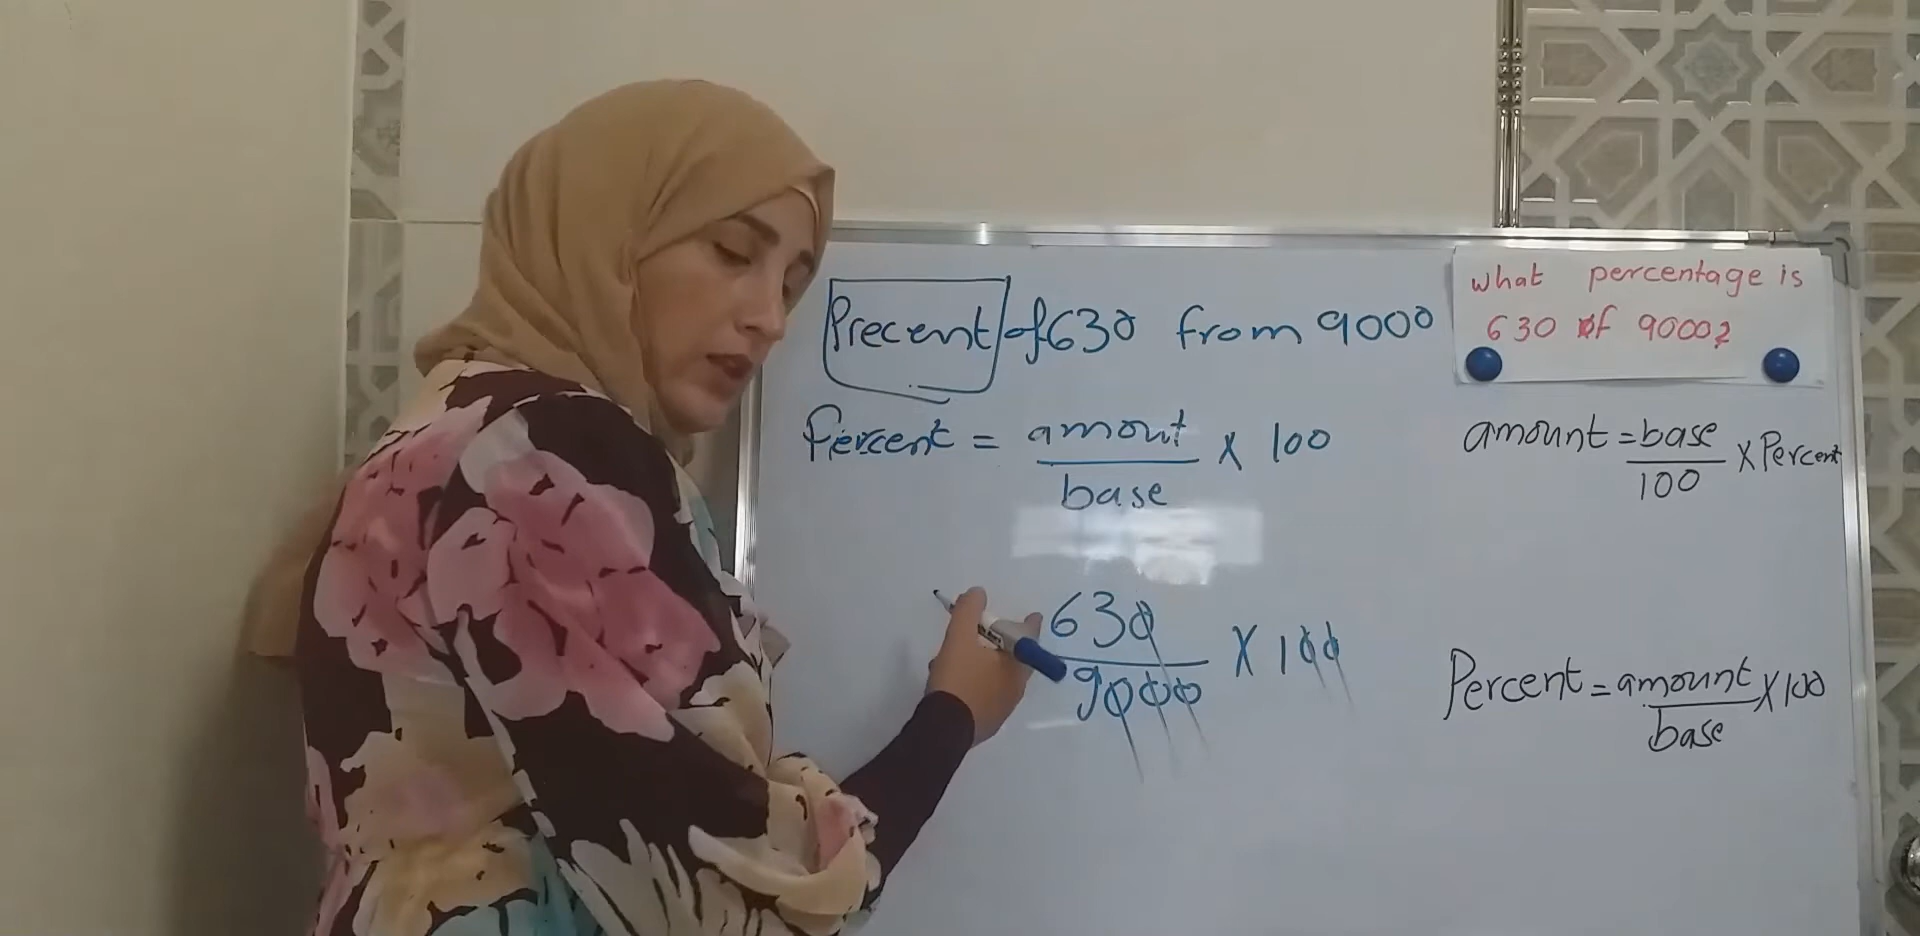 Precent of 630 from 9000
Percent = amout / base x 100
630 / 9000 x 100
what percentage is
630 of 9000?
amount = base / 100 x Percent
Percent = amount / base x 100